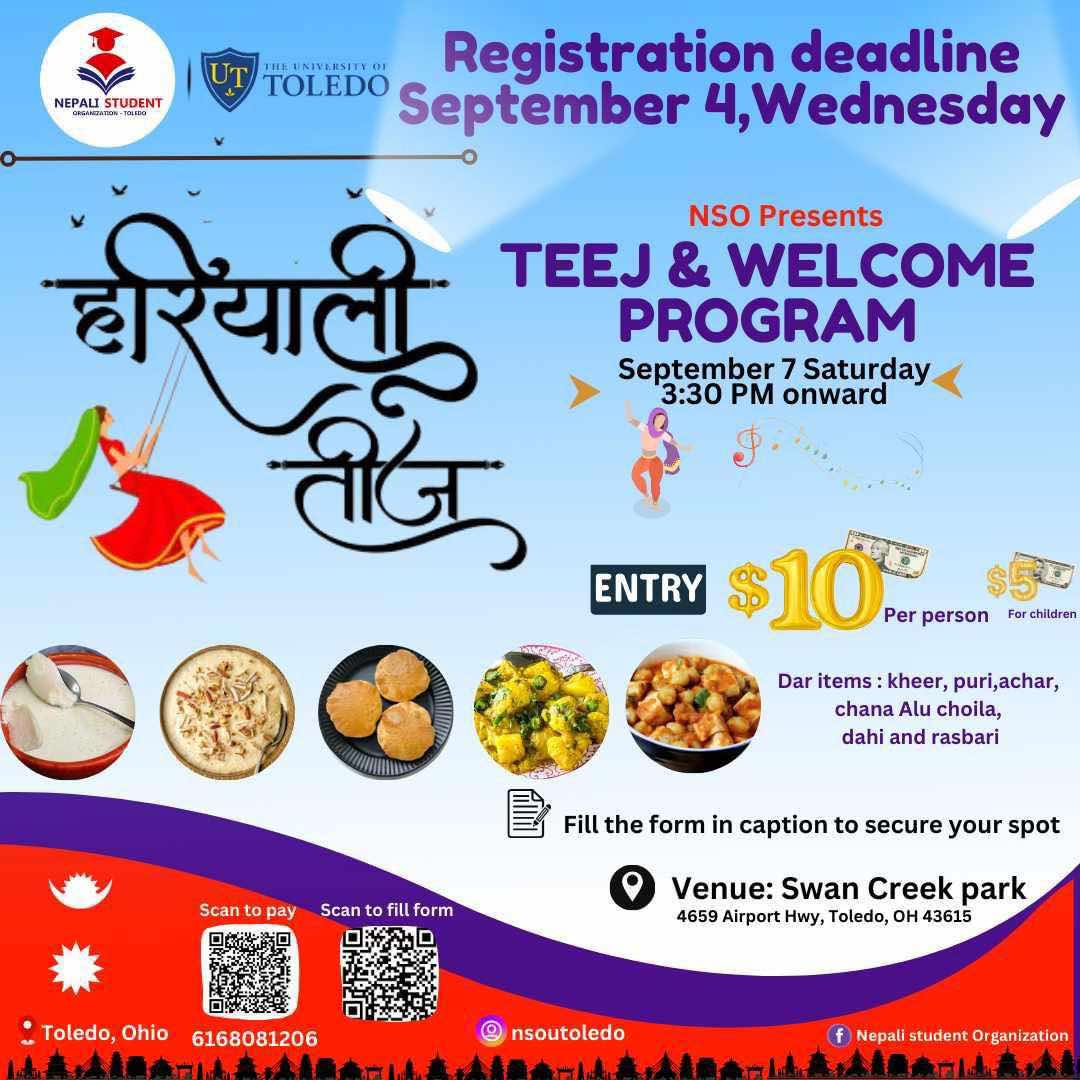 NEPALI STUDENT
ORGANIZATION - TOLEDO
UT
THE UNIVERSITY OF
TOLEDO
Registration deadline
September 4,Wednesday
हरियाली
तीज
NSO Presents
TEEJ & WELCOME
PROGRAM
September 7 Saturday
3:30 PM onward
ENTRY
$10
Per person
$5
For children
Dar items : kheer, puri,achar,
chana Alu choila,
dahi and rasbari
Fill the form in caption to secure your spot
Venue: Swan Creek park
4659 Airport Hwy, Toledo, OH 43615
Scan to pay
Scan to fill form
Toledo, Ohio
6168081206
nsoutoledo
Nepali student Organization